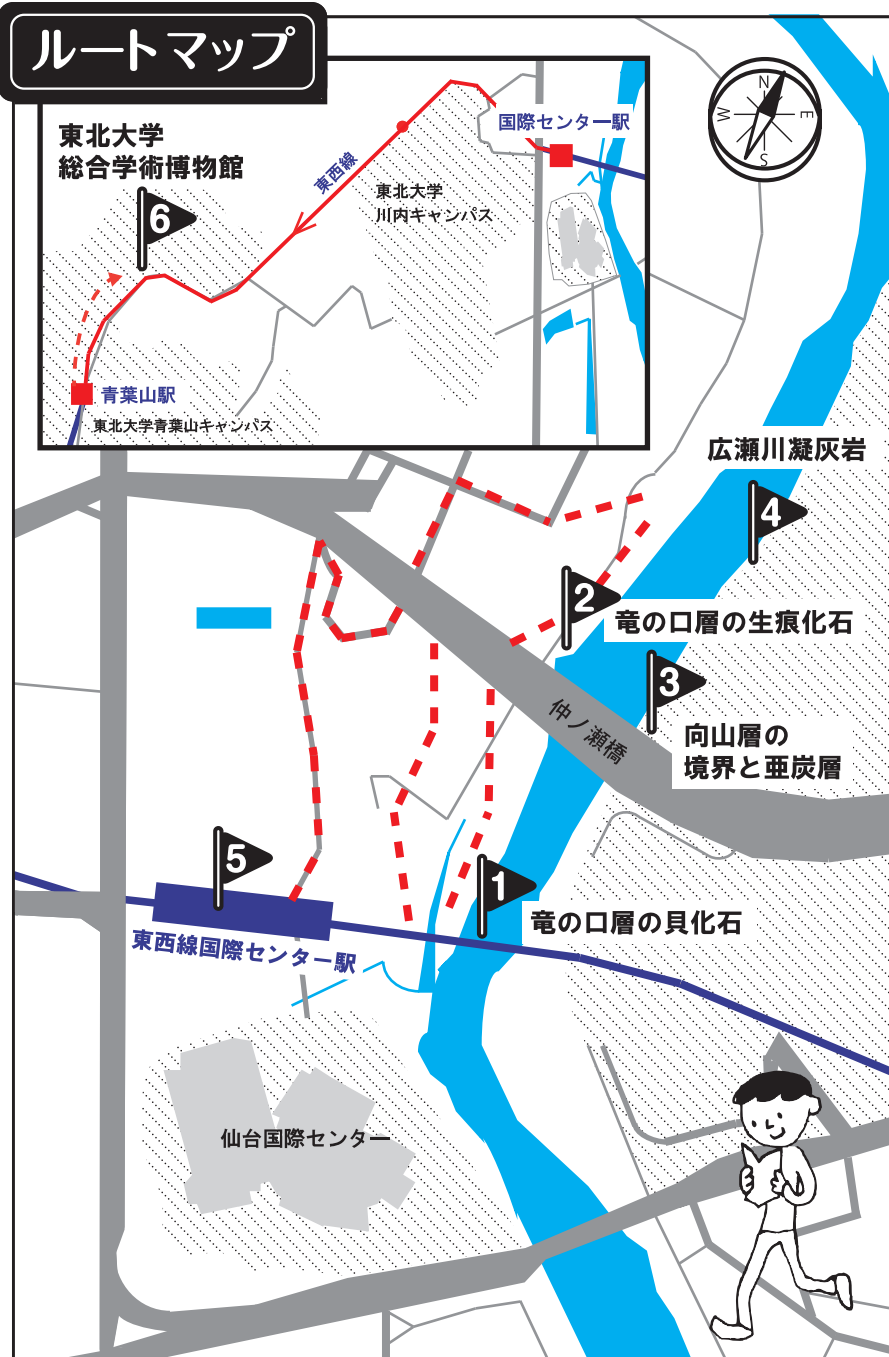 ルートマップ
東北大学
総合学術博物館
6
国際センター駅
東西線
東北大学
川内キャンパス
青葉山駅
東北大学青葉山キャンパス
N
W
E
S
広瀬川凝灰岩
4
2
竜の口層の生痕化石
3
向山層の
境界と亜炭層
仲ノ瀬橋
5
1
竜の口層の貝化石
東西線国際センター駅
仙台国際センター